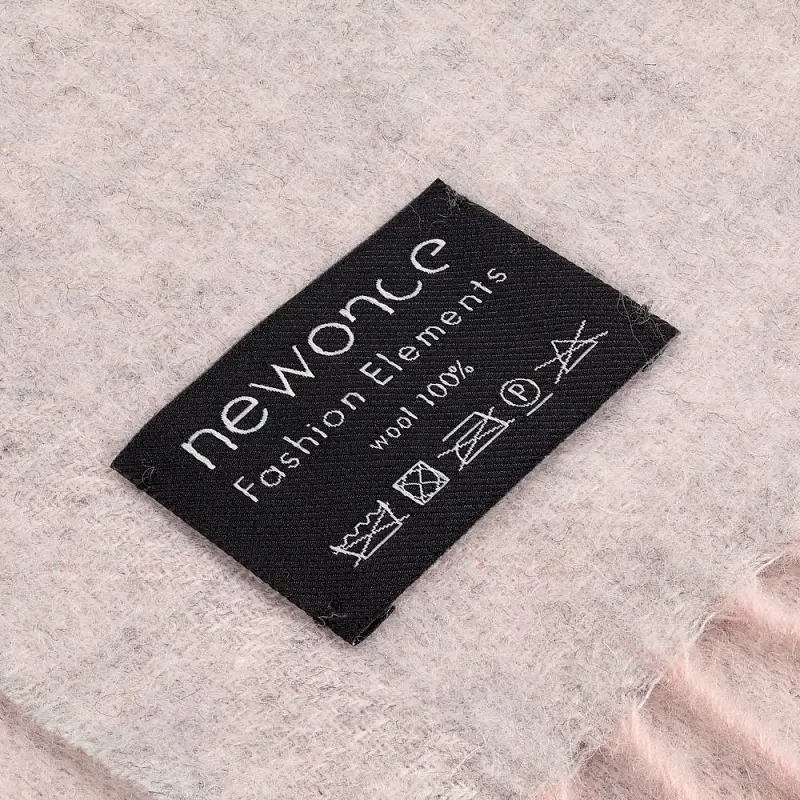 newonce
Fashion Elements
wool 100%
P